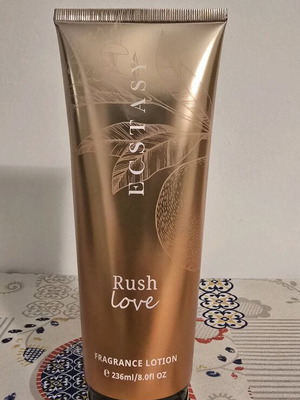 ECSTASY
Rush
love
FRAGRANCE LOTION
℮ 236ml/8.0fl OZ